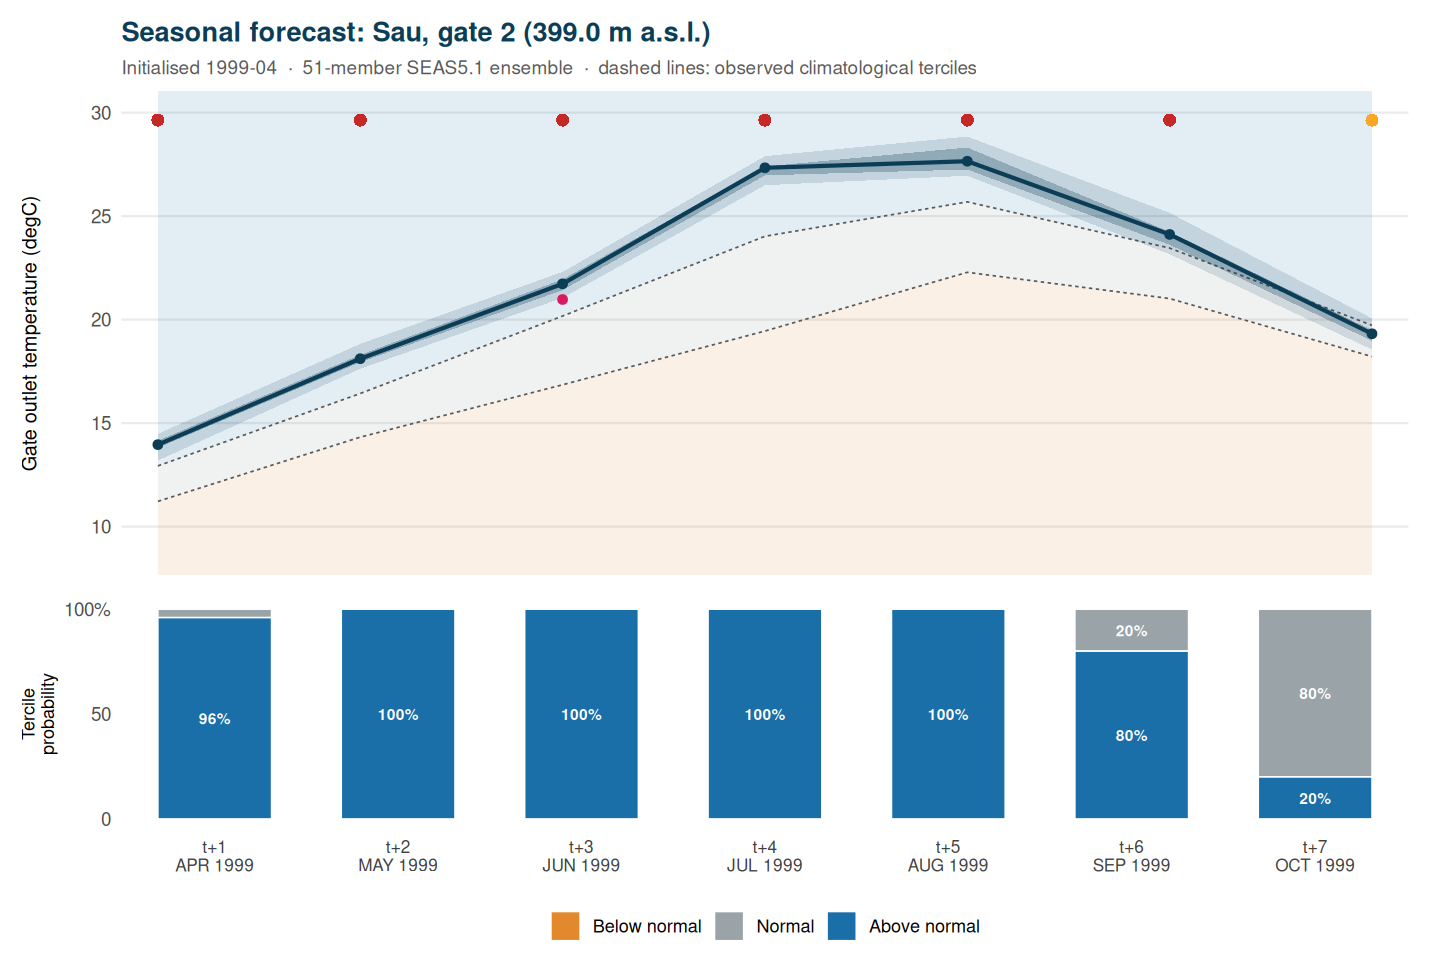 Seasonal forecast: Sau, gate 2 (399.0 m a.s.l.)
Initialised 1999-04 · 51-member SEAS5.1 ensemble · dashed lines: observed climatological terciles
Gate outlet temperature (degC)
30
25
20
15
10
Tercile
probability
100%
50
0
96%
100%
100%
100%
100%
20%
80%
80%
20%
t+1
APR 1999
t+2
MAY 1999
t+3
JUN 1999
t+4
JUL 1999
t+5
AUG 1999
t+6
SEP 1999
t+7
OCT 1999
Below normal
Normal
Above normal